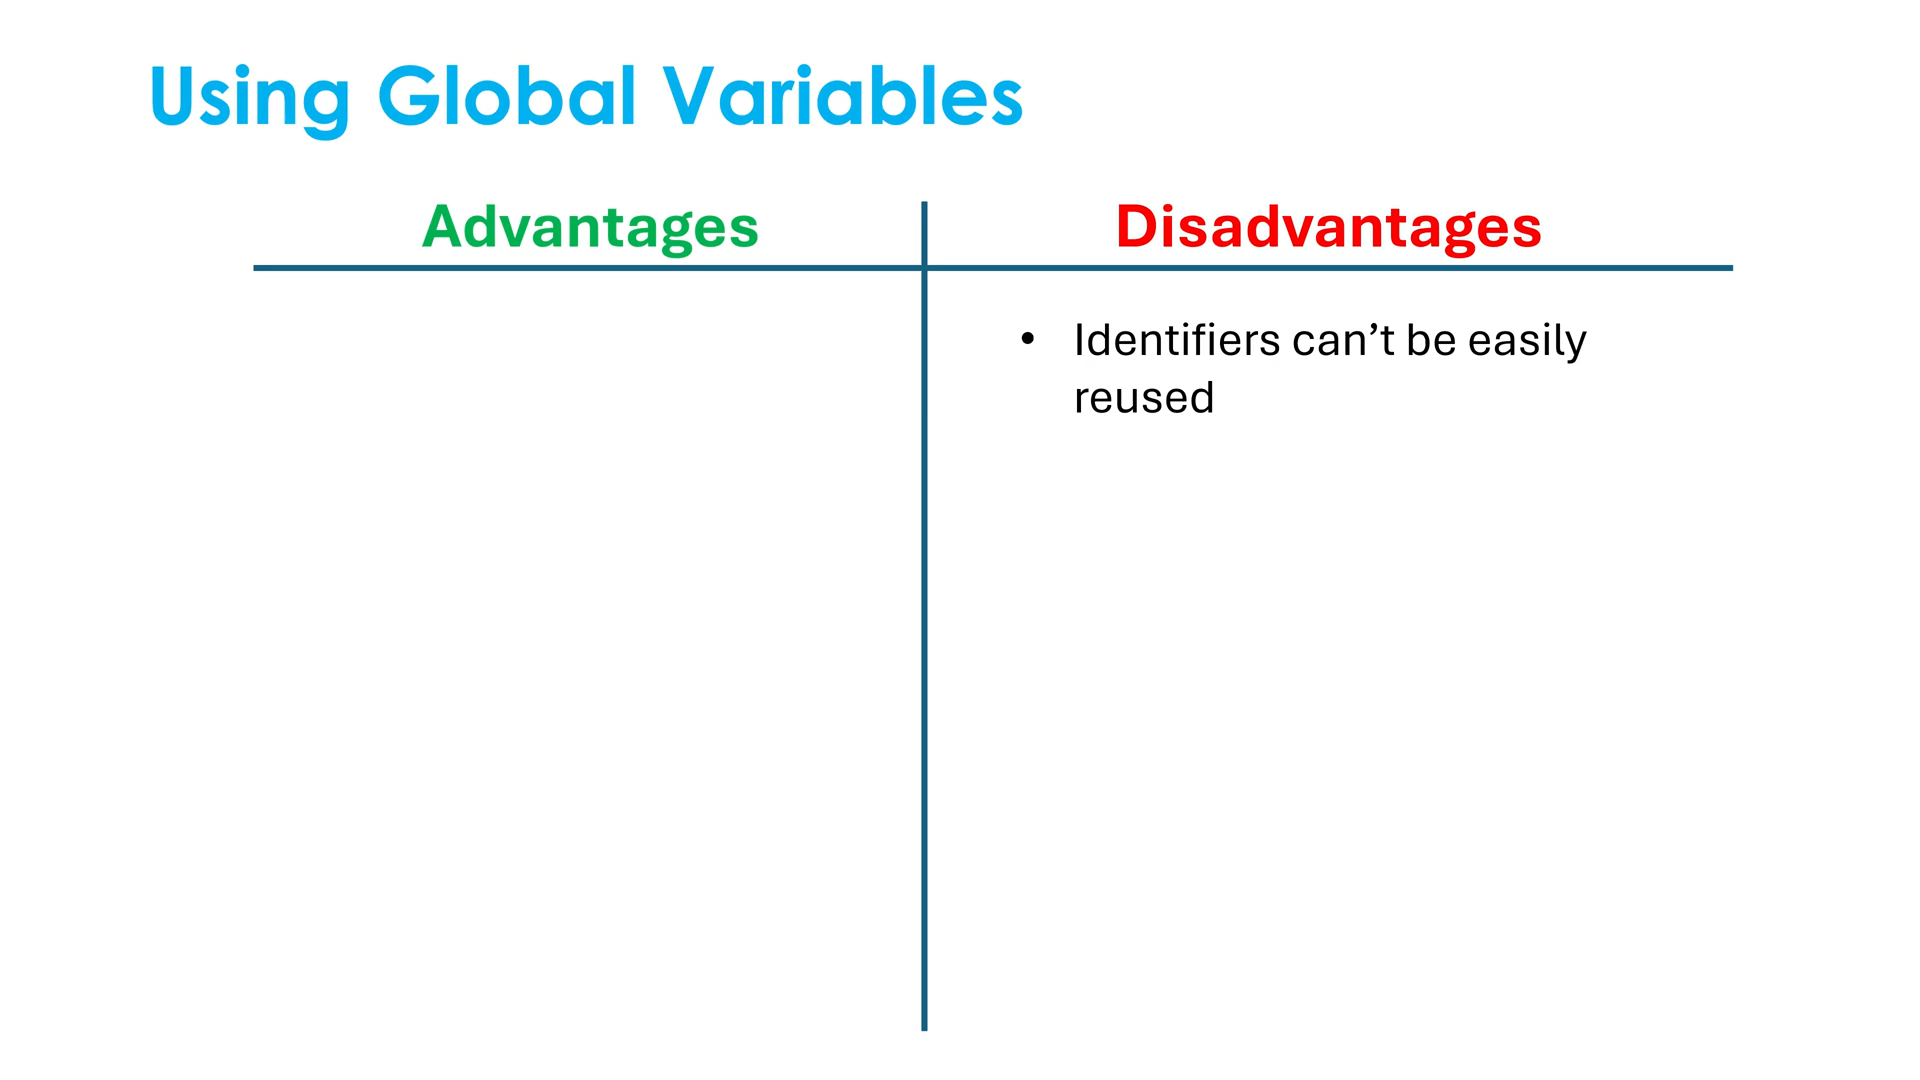 Using Global Variables
Advantages
Disadvantages
• Identifiers can’t be easily
reused